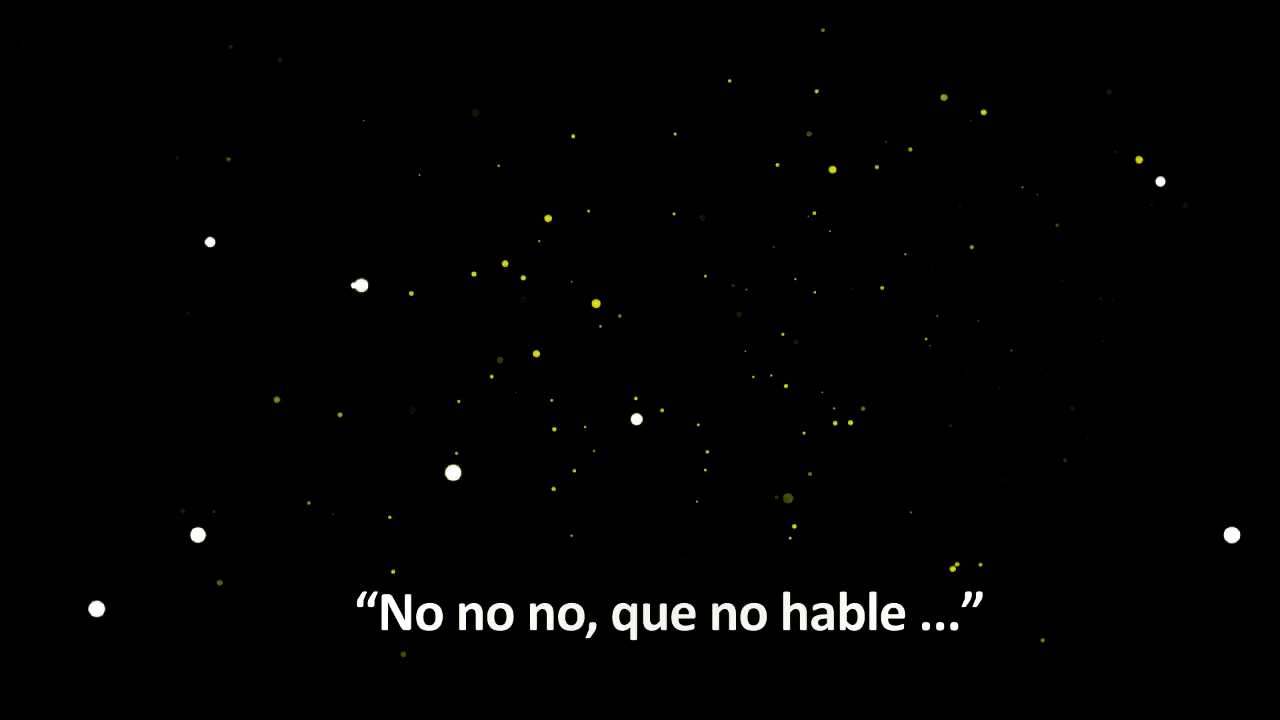 “No no no, que no hable ...”